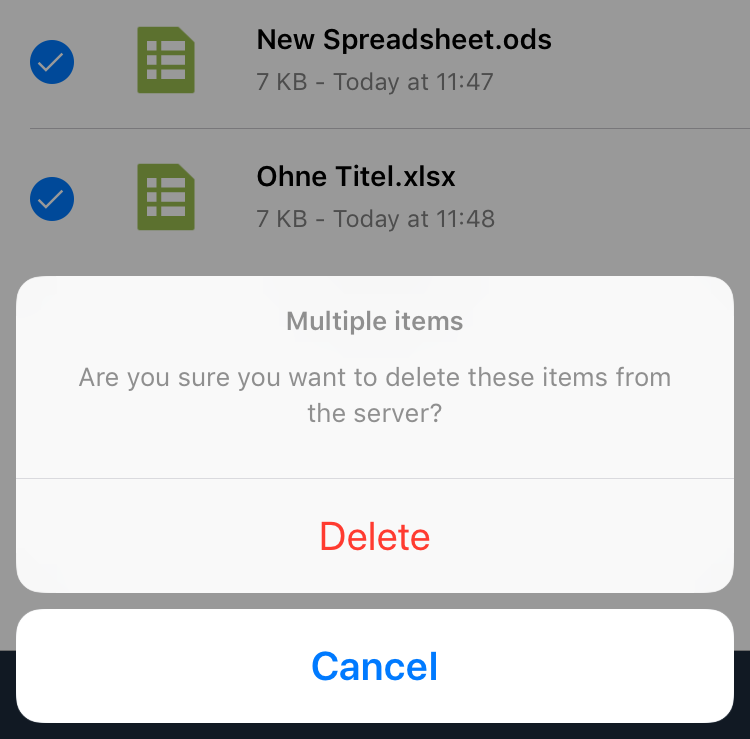 New Spreadsheet.ods
7 KB - Today at 11:47
Ohne Titel.xlsx
7 KB - Today at 11:48
Multiple items
Are you sure you want to delete these items from
the server?
Delete
Cancel